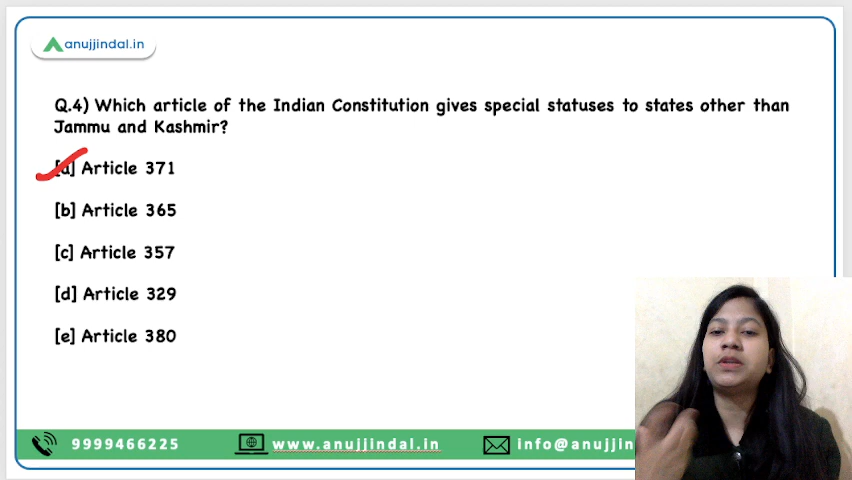 anujjindal.in
Q.4) Which article of the Indian Constitution gives special statuses to states other than
Jammu and Kashmir?
[a] Article 371
[b] Article 365
[c] Article 357
[d] Article 329
[e] Article 380
9999466225 www.anujjindal.in info@anujjin